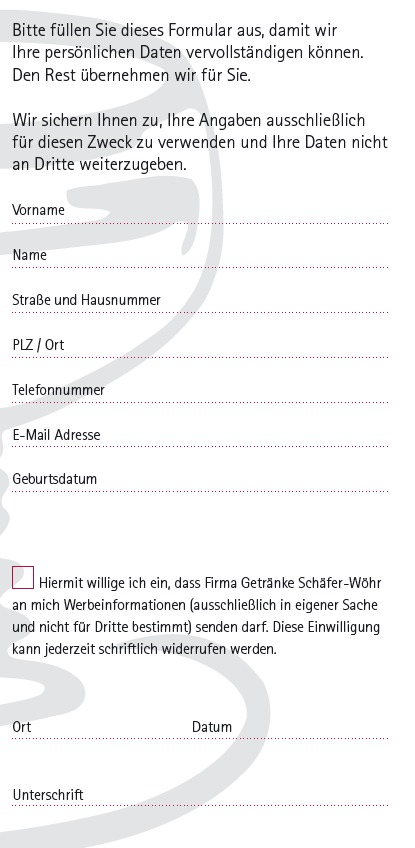 Bitte füllen Sie dieses Formular aus, damit wir
Ihre persönlichen Daten vervollständigen können.
Den Rest übernehmen wir für Sie.
Wir sichern Ihnen zu, Ihre Angaben ausschließlich
für diesen Zweck zu verwenden und Ihre Daten nicht
an Dritte weiterzugeben.
Vorname
Name
Straße und Hausnummer
PLZ / Ort
Telefonnummer
E-Mail Adresse
Geburtsdatum
Hiermit willige ich ein, dass Firma Getränke Schäfer-Wöhr
an mich Werbeinformationen (ausschließlich in eigener Sache
und nicht für Dritte bestimmt) senden darf. Diese Einwilligung
kann jederzeit schriftlich widerrufen werden.
Ort Datum
Unterschrift